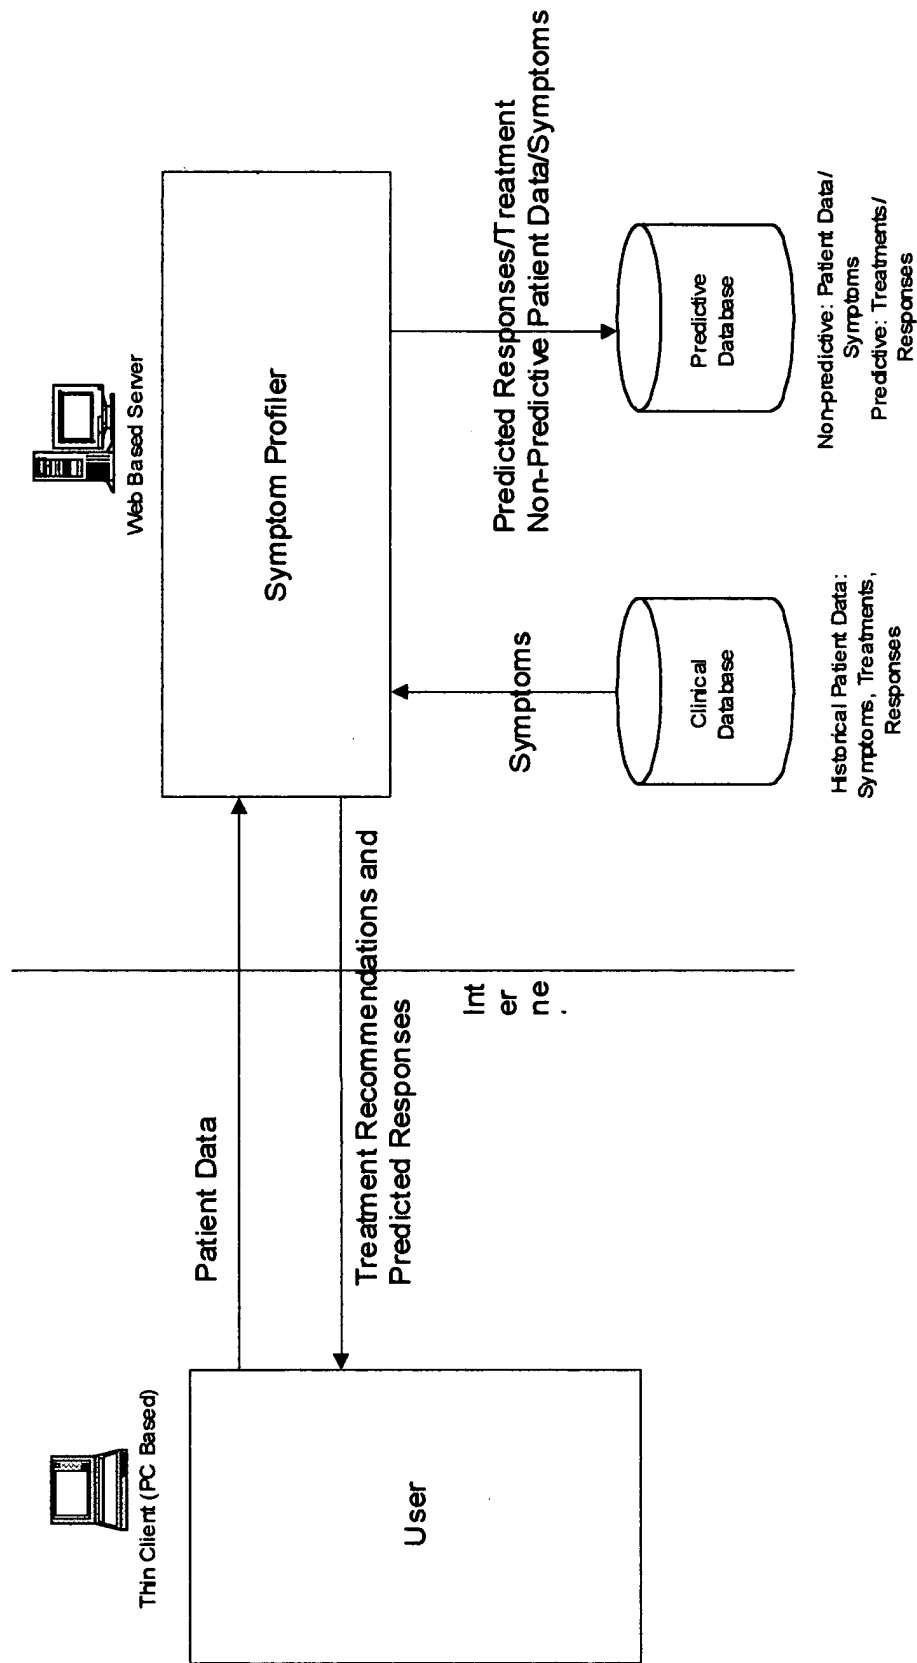 Thin Client (PC Based)
User
Patient Data
Treatment Recommendations and
Predicted Responses
Int
er
ne
.
Web Based Server
Symptom Profiler
Symptoms
Predicted Responses/Treatment
Non-Predictive Patient Data/Symptoms
Clinical
Database
Historical Patient Data:
Symptoms, Treatments,
Responses
Predictive
Database
Non-predictive: Patient Data/
Symptoms
Predictive: Treatments/
Responses